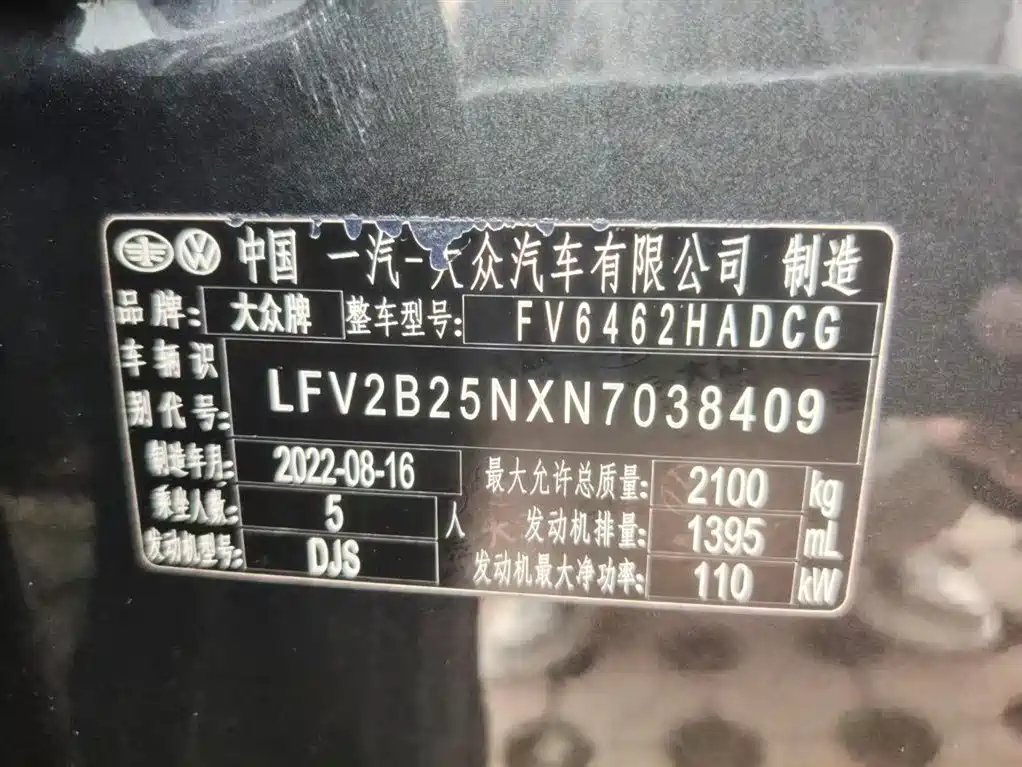 中国 一汽-大众汽车有限公司 制造
品牌: 大众牌 整车型号: FV6462HADCG
车辆识别代号: LFV2B25NXN7038409
制造年月: 2022-08-16 最大允许总质量: 2100 kg
乘坐人数: 5 人 发动机排量: 1395 mL
发动机型号: DJS 发动机最大净功率: 110 kW